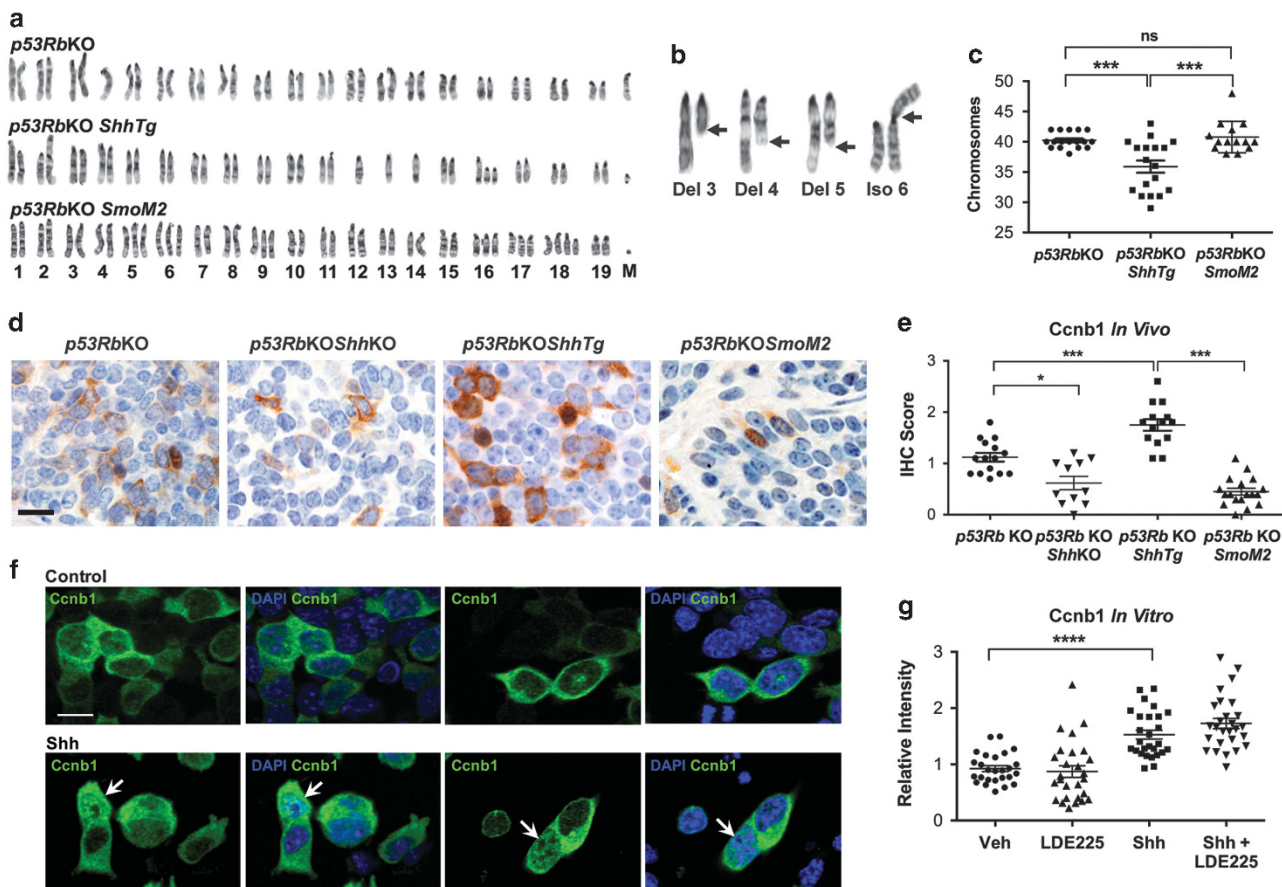 a
p53RbKO
p53RbKO ShhTg
p53RbKO SmoM2
1 2 3 4 5 6 7 8 9 10 11 12 13 14 15 16 17 18 19 M
b
Del 3 Del 4 Del 5 Iso 6
c
ns
*** ***
Chromosomes
50
45
40
35
30
25
p53RbKO p53RbKO p53RbKO
ShhTg SmoM2
d
p53RbKO p53RbKOShhKO p53RbKOShhTg p53RbKOSmoM2
e
Ccnb1 In Vivo
*** ***
*
IHC Score
3
2
1
0
p53Rb KO p53Rb KO p53Rb KO p53Rb KO
ShhKO ShhTg SmoM2
f
Control
Ccnb1 DAPI Ccnb1 Ccnb1 DAPI Ccnb1
Shh
Ccnb1 DAPI Ccnb1 Ccnb1 DAPI Ccnb1
g
Ccnb1 In Vitro
****
Relative Intensity
3
2
1
0
Veh LDE225 Shh Shh +
LDE225